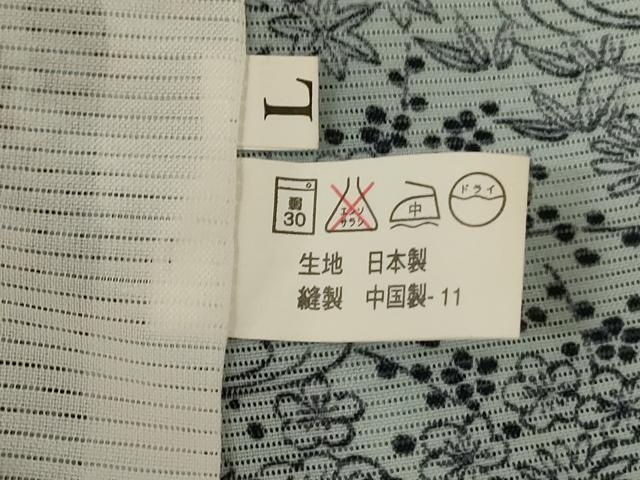 L
弱
30
エンソ
サラシ
中
ドライ
生地 日本製
縫製 中国製-11